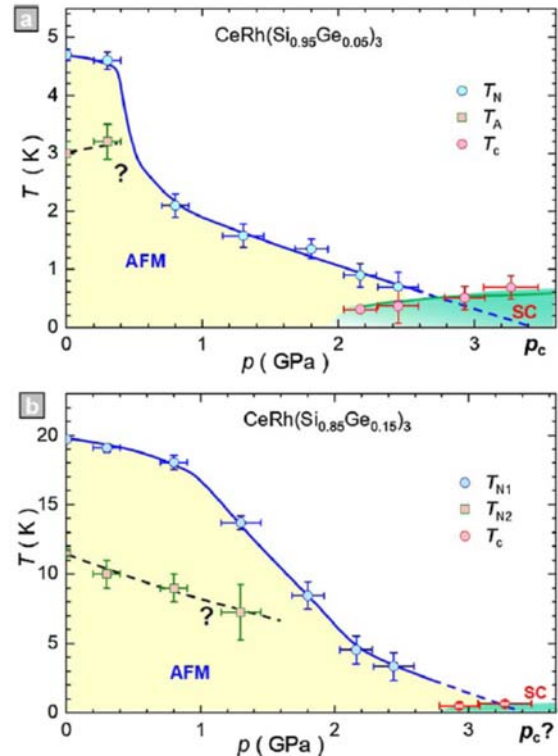 a
CeRh(Si0.95Ge0.05)3
5
4
3
2
1
0
T ( K )
TN
TA
Tc
?
AFM
SC
0 1 2 3 pc
p ( GPa )
b
CeRh(Si0.85Ge0.15)3
20
15
10
5
0
T ( K )
TN1
TN2
Tc
?
AFM
SC
0 1 2 3 pc?
p ( GPa )